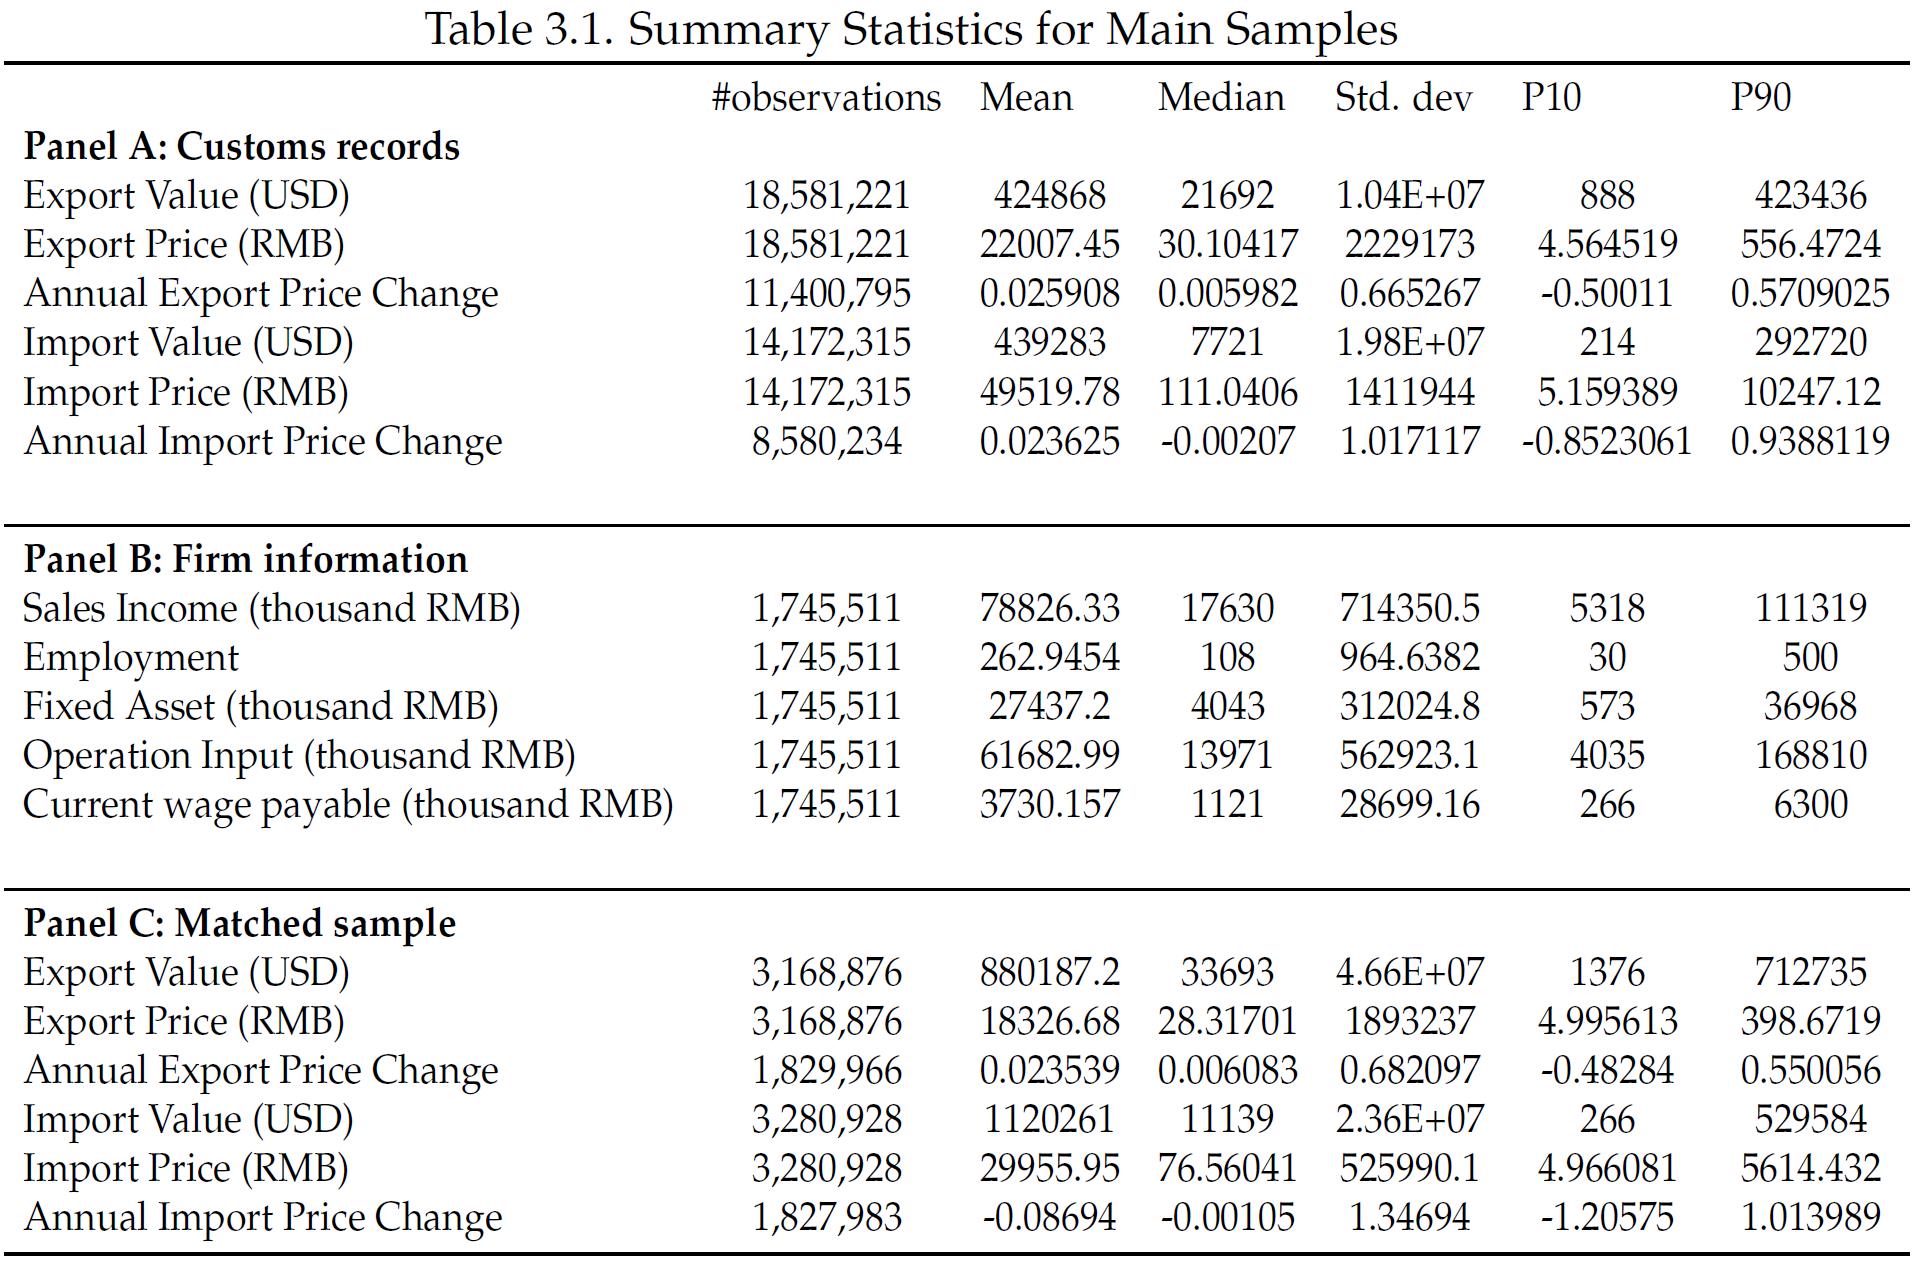 Table 3.1. Summary Statistics for Main Samples
#observations Mean Median Std. dev P10 P90
Panel A: Customs records
Export Value (USD) 18,581,221 424868 21692 1.04E+07 888 423436
Export Price (RMB) 18,581,221 22007.45 30.10417 2229173 4.564519 556.4724
Annual Export Price Change 11,400,795 0.025908 0.005982 0.665267 -0.50011 0.5709025
Import Value (USD) 14,172,315 439283 7721 1.98E+07 214 292720
Import Price (RMB) 14,172,315 49519.78 111.0406 1411944 5.159389 10247.12
Annual Import Price Change 8,580,234 0.023625 -0.00207 1.017117 -0.8523061 0.9388119
Panel B: Firm information
Sales Income (thousand RMB) 1,745,511 78826.33 17630 714350.5 5318 111319
Employment 1,745,511 262.9454 108 964.6382 30 500
Fixed Asset (thousand RMB) 1,745,511 27437.2 4043 312024.8 573 36968
Operation Input (thousand RMB) 1,745,511 61682.99 13971 562923.1 4035 168810
Current wage payable (thousand RMB) 1,745,511 3730.157 1121 28699.16 266 6300
Panel C: Matched sample
Export Value (USD) 3,168,876 880187.2 33693 4.66E+07 1376 712735
Export Price (RMB) 3,168,876 18326.68 28.31701 1893237 4.995613 398.6719
Annual Export Price Change 1,829,966 0.023539 0.006083 0.682097 -0.48284 0.550056
Import Value (USD) 3,280,928 1120261 11139 2.36E+07 266 529584
Import Price (RMB) 3,280,928 29955.95 76.56041 525990.1 4.966081 5614.432
Annual Import Price Change 1,827,983 -0.08694 -0.00105 1.34694 -1.20575 1.013989